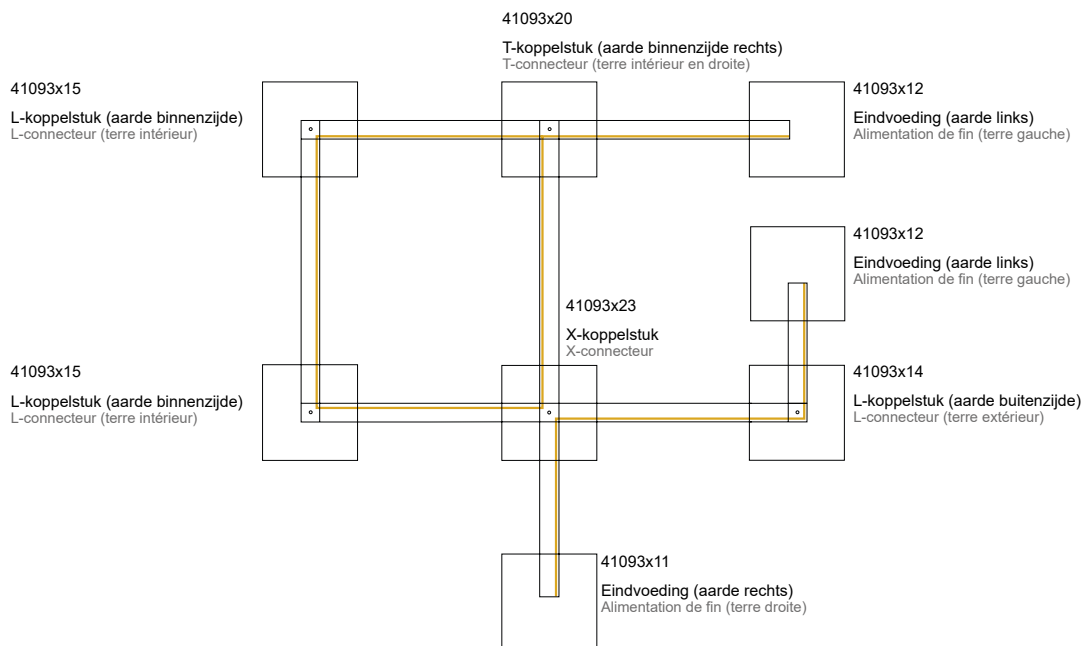 41093x20
T-koppelstuk (aarde binnenzijde rechts)
T-connecteur (terre intérieur en droite)
41093x15
L-koppelstuk (aarde binnenzijde)
L-connecteur (terre intérieur)
41093x12
Eindvoeding (aarde links)
Alimentation de fin (terre gauche)
41093x12
Eindvoeding (aarde links)
Alimentation de fin (terre gauche)
41093x23
X-koppelstuk
X-connecteur
41093x15
L-koppelstuk (aarde binnenzijde)
L-connecteur (terre intérieur)
41093x14
L-koppelstuk (aarde buitenzijde)
L-connecteur (terre extérieur)
41093x11
Eindvoeding (aarde rechts)
Alimentation de fin (terre droite)